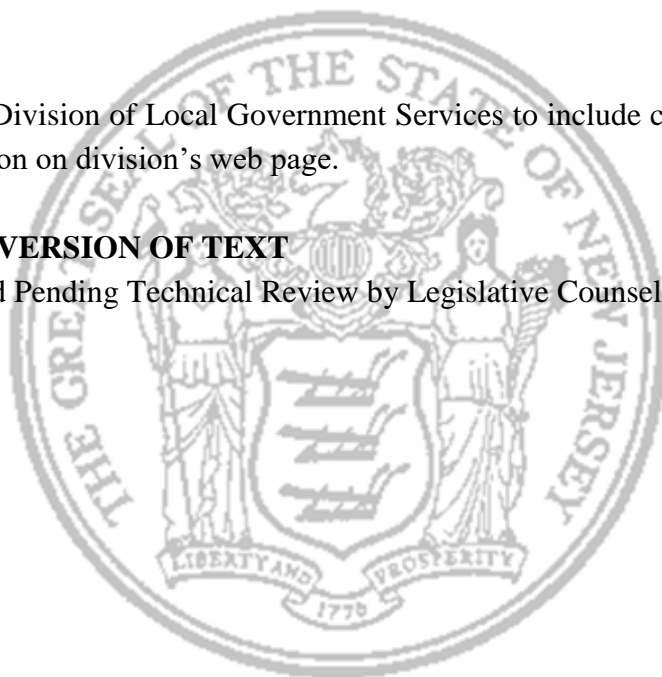 Division of Local Government Services to include c
on on division’s web page.
VERSION OF TEXT
d Pending Technical Review by Legislative Counsel
THE GREAT SEAL OF THE STATE OF NEW JERSEY
LIBERTY AND PROSPERITY
1776